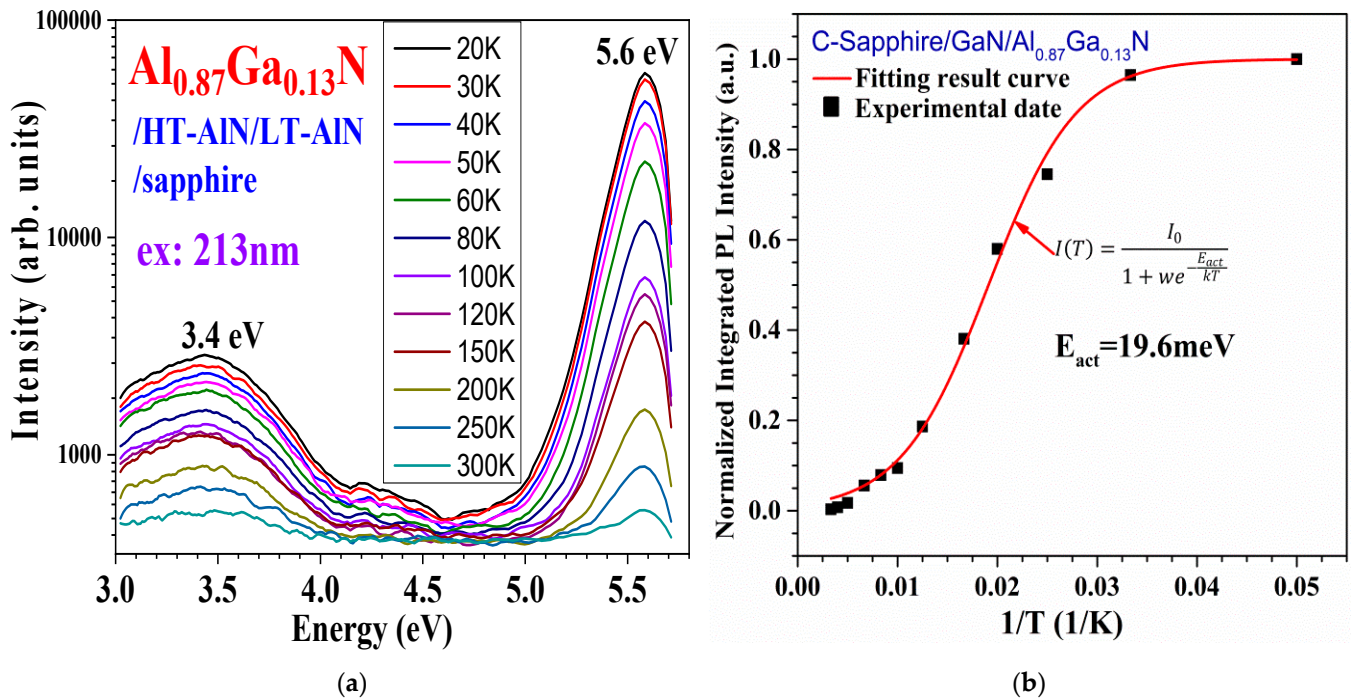 100000
10000
1000
Intensity (arb. units)
Al0.87Ga0.13N
/HT-AlN/LT-AlN
/sapphire
ex: 213nm
3.4 eV
5.6 eV
20K
30K
40K
50K
60K
80K
100K
120K
150K
200K
250K
300K
3.0 3.5 4.0 4.5 5.0 5.5
Energy (eV)
(a)
Normalized Integrated PL Intensity (a.u.)
1.0
0.8
0.6
0.4
0.2
0.0
C-Sapphire/GaN/Al0.87Ga0.13N
Fitting result curve
Experimental date
I(T) = I0 / 1 + we^-Eact/kT
Eact=19.6meV
0.00 0.01 0.02 0.03 0.04 0.05
1/T (1/K)
(b)